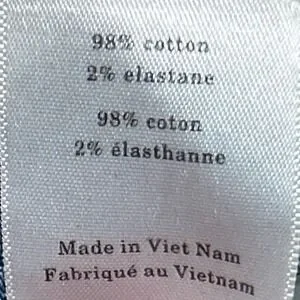 98% cotton
2% elastane
98% coton
2% élasthanne
Made in Viet Nam
Fabriqué au Vietnam